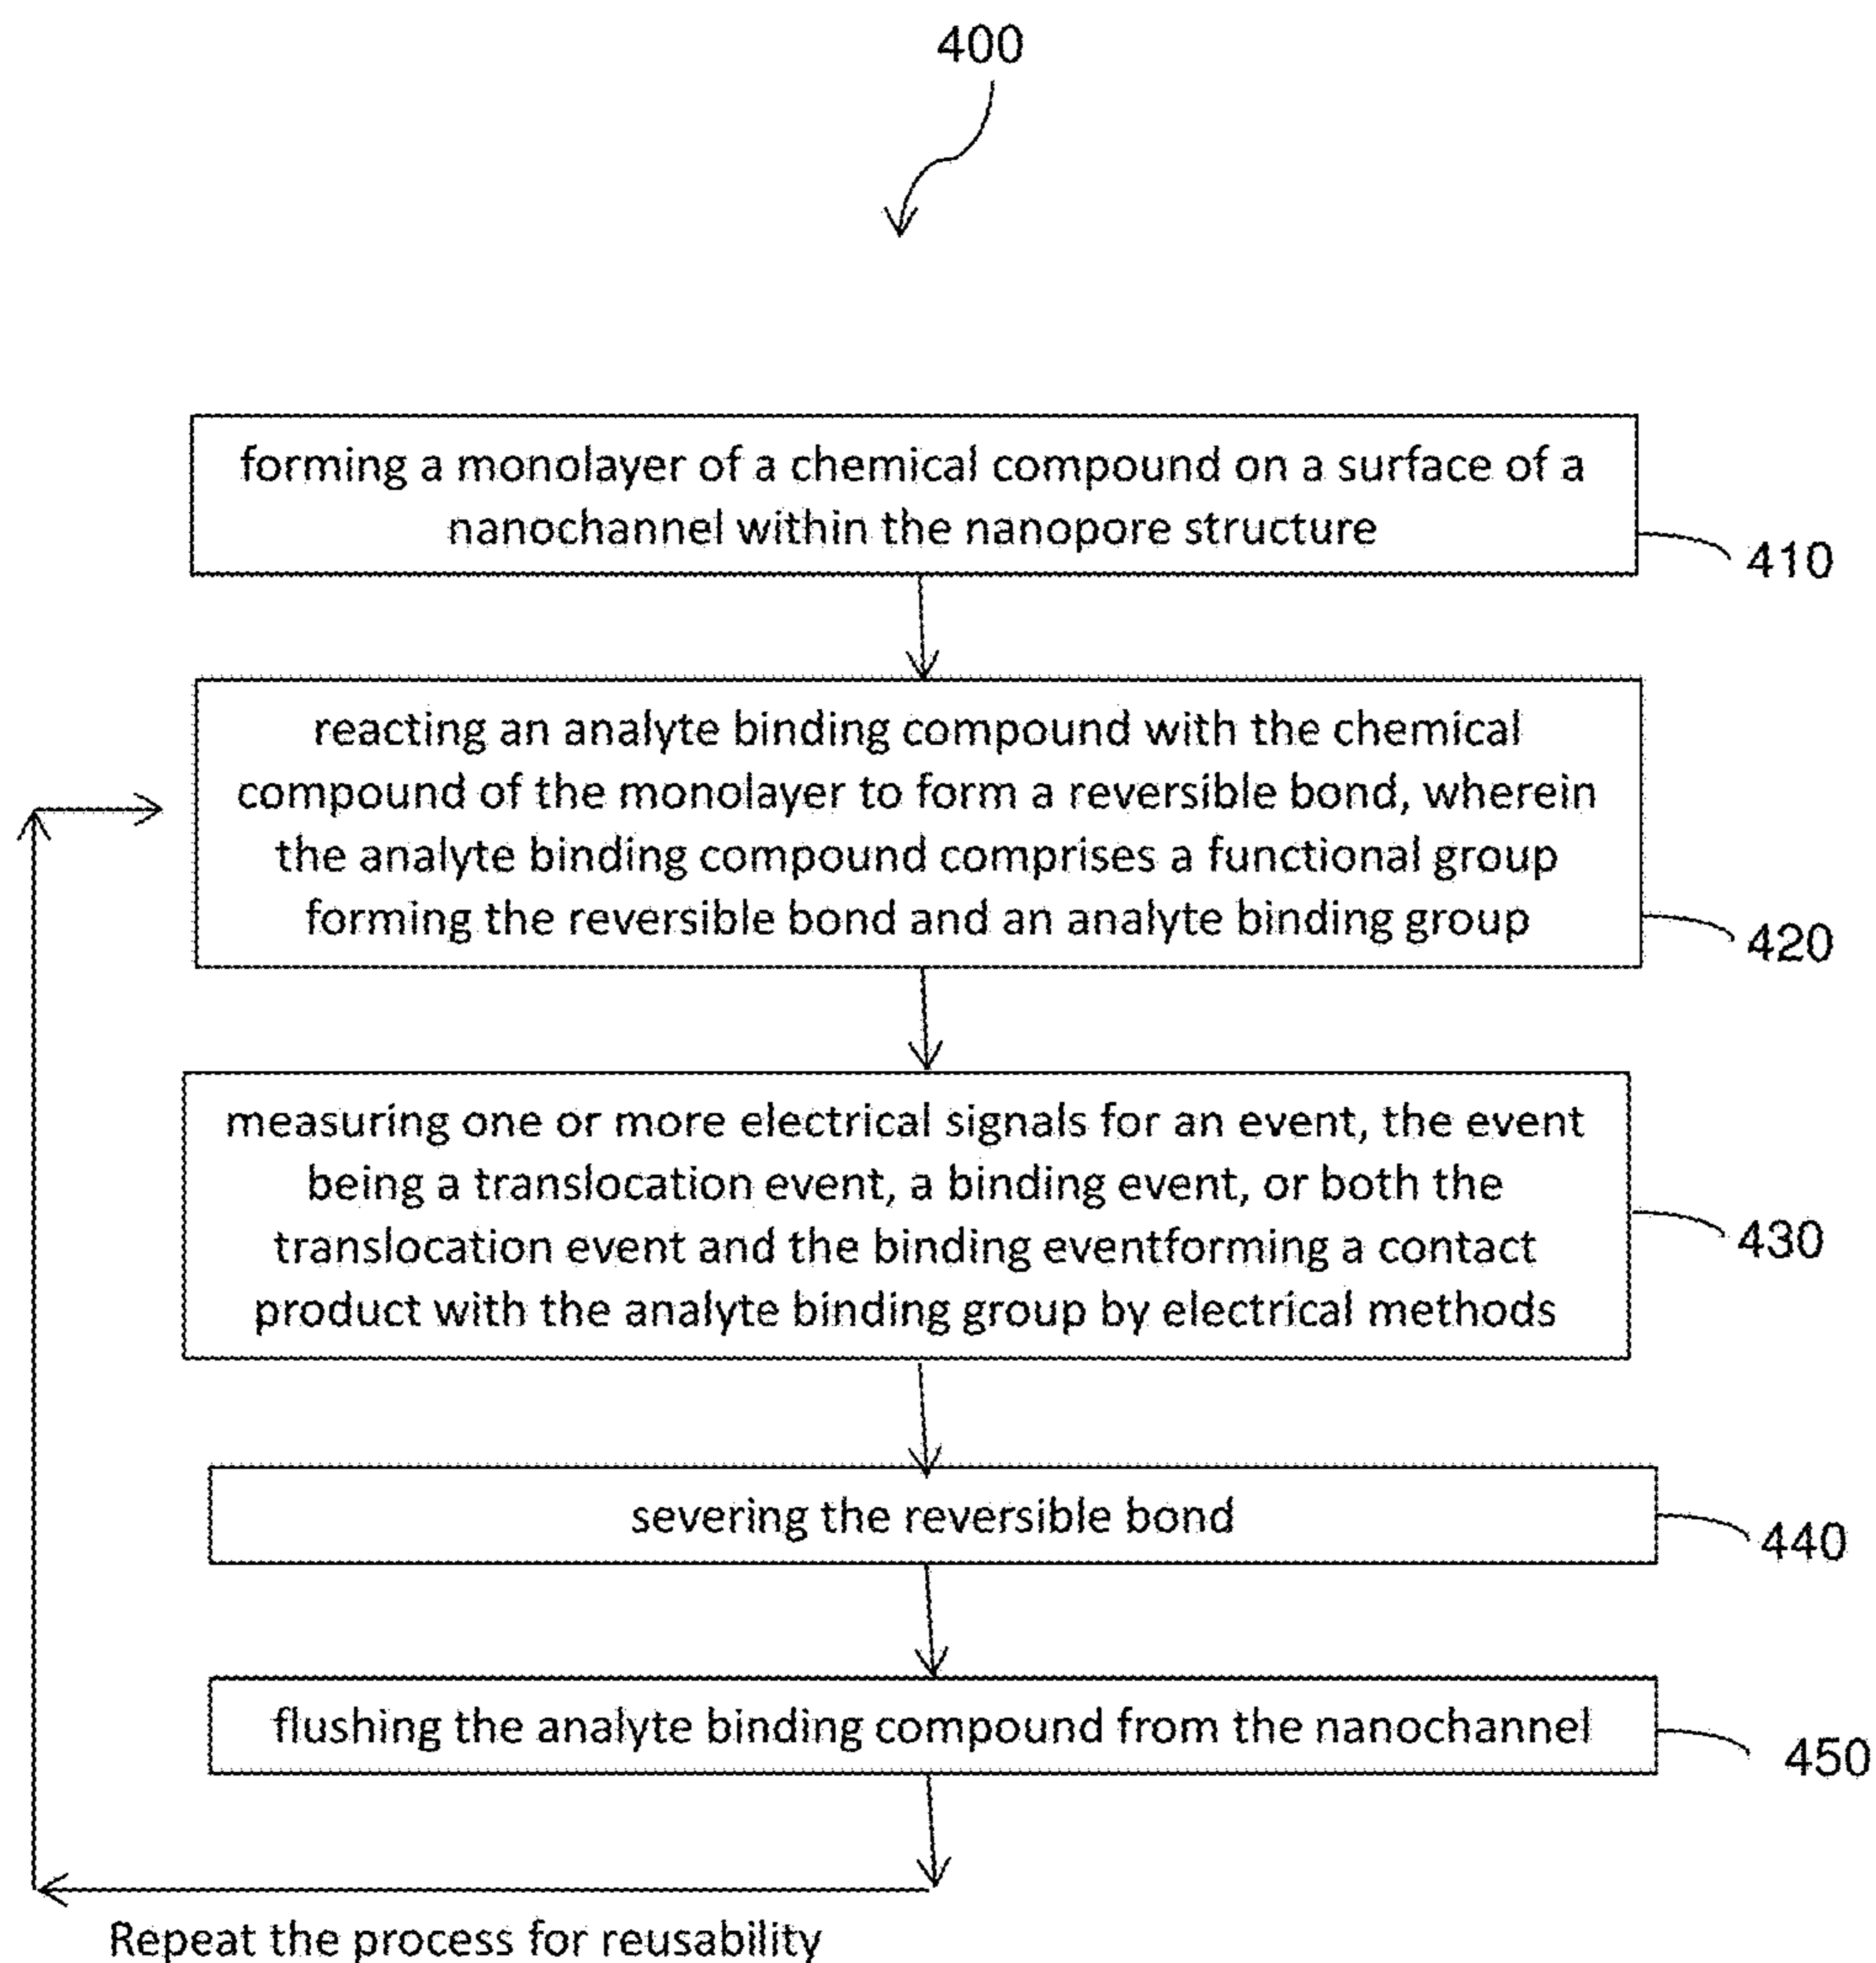 400
forming a monolayer of a chemical compound on a surface of a
nanochannel within the nanopore structure
410
reacting an analyte binding compound with the chemical
compound of the monolayer to form a reversible bond, wherein
the analyte binding compound comprises a functional group
forming the reversible bond and an analyte binding group
420
measuring one or more electrical signals for an event, the event
being a translocation event, a binding event, or both the
translocation event and the binding eventforming a contact
product with the analyte binding group by electrical methods
430
severing the reversible bond
440
flushing the analyte binding compound from the nanochannel
450
Repeat the process for reusability